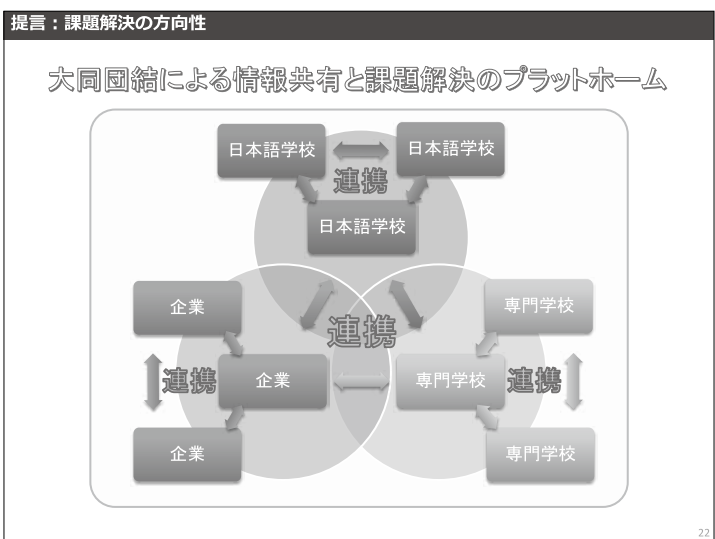 提言：課題解決の方向性
大同団結による情報共有と課題解決のプラットホーム
日本語学校
日本語学校
連携
日本語学校
企業
専門学校
連携
連携
企業
専門学校
連携
企業
専門学校
22